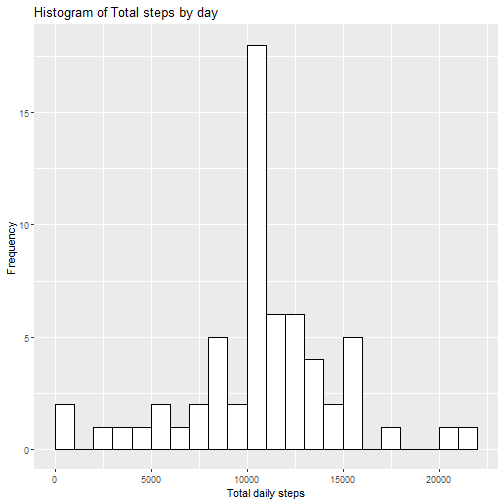 Histogram of Total steps by day
15
10
5
0
Frequency
0 5000 10000 15000 20000
Total daily steps